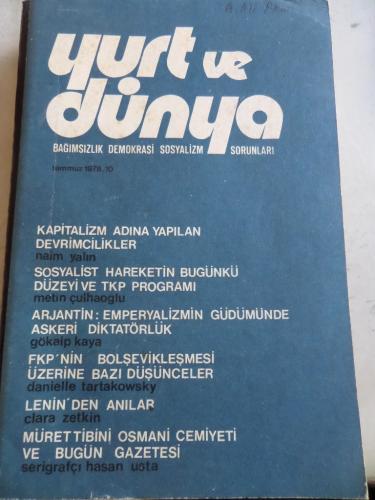 A. Ali
yurt ve
dünya
BAĞIMSIZLIK DEMOKRASİ SOSYALİZM SORUNLARI
temmuz 1978, 10
KAPİTALİZM ADINA YAPILAN
DEVRİMCİLİKLER
naim yalın
SOSYALİST HAREKETİN BUGÜNKÜ
DÜZEYİ VE TKP PROGRAMI
metin çulhaoğlu
ARJANTİN: EMPERYALİZMİN GÜDÜMÜNDE
ASKERİ DİKTATÖRLÜK
gökalp kaya
FKP'NİN BOLŞEVİKLEŞMESİ
ÜZERİNE BAZI DÜŞÜNCELER
danielle tartakowsky
LENİN'DEN ANILAR
clara zetkin
MÜRETTİBİNİ OSMANİ CEMİYETİ
VE BUGÜN GAZETESİ
serigrafçı hasan usta